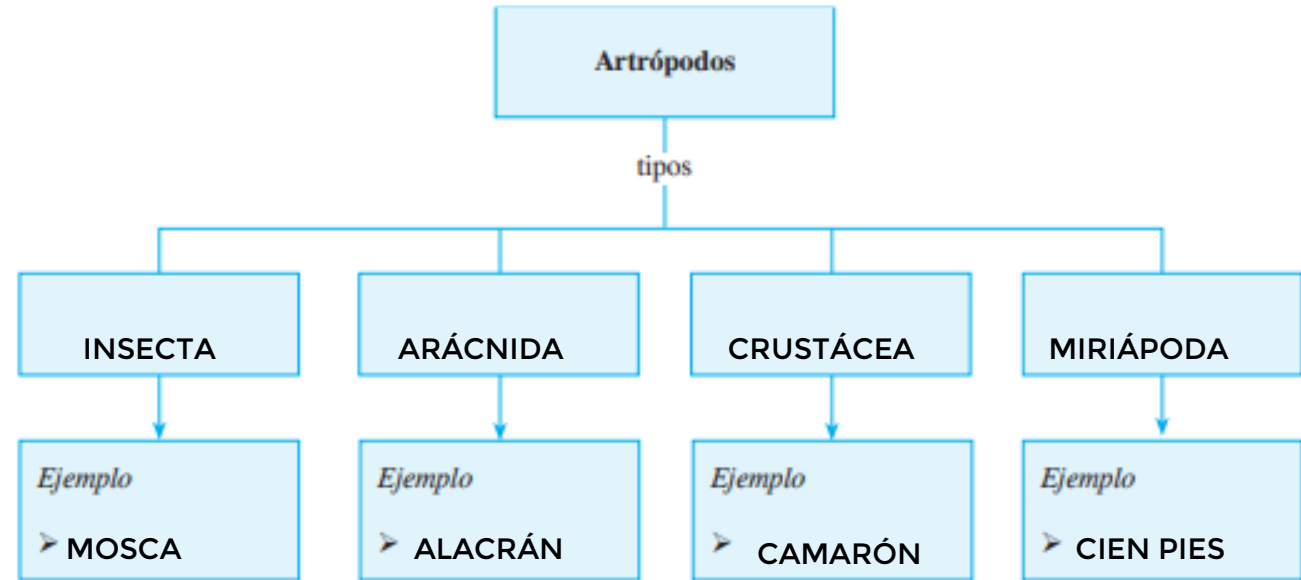 Artrópodos
tipos
INSECTA
ARÁCNIDA
CRUSTÁCEA
MIRIÁPODA
Ejemplo
➢ MOSCA
Ejemplo
➢ ALACRÁN
Ejemplo
➢ CAMARÓN
Ejemplo
➢ CIEN PIES